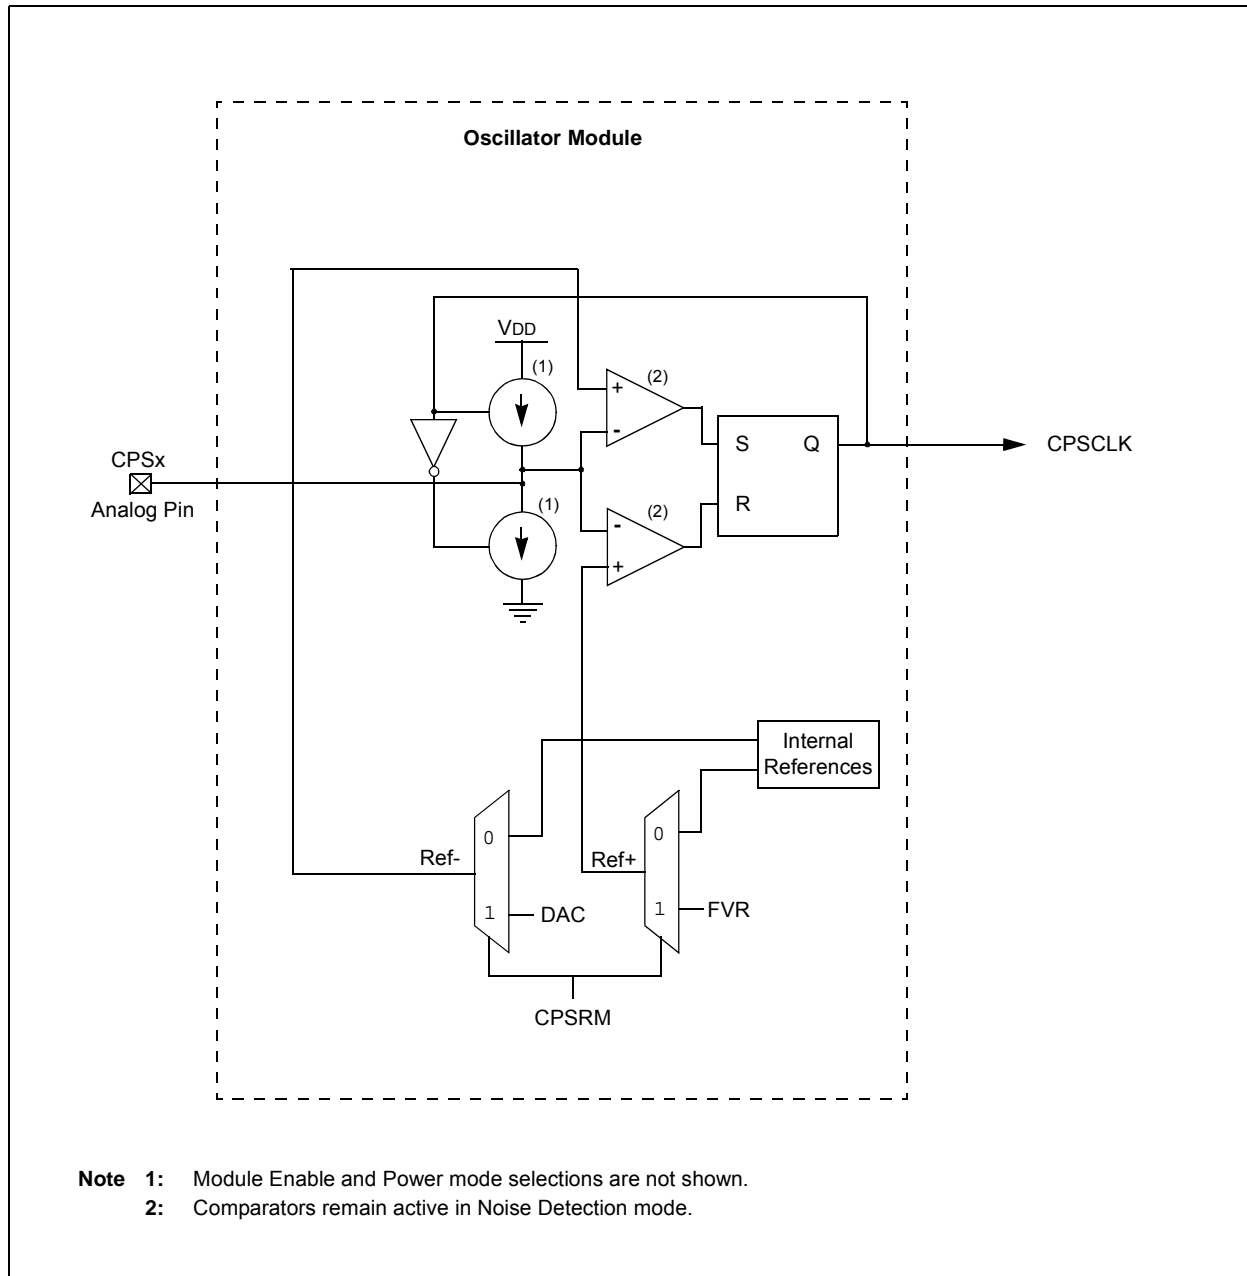 Oscillator Module
VDD
(1)
(2)
+
-
S Q
CPSCLK
CPSx
Analog Pin
(1)
(2)
R
-
+
Internal
References
0
0
Ref-
Ref+
1
DAC
1
FVR
CPSRM
Note 1: Module Enable and Power mode selections are not shown.
2: Comparators remain active in Noise Detection mode.